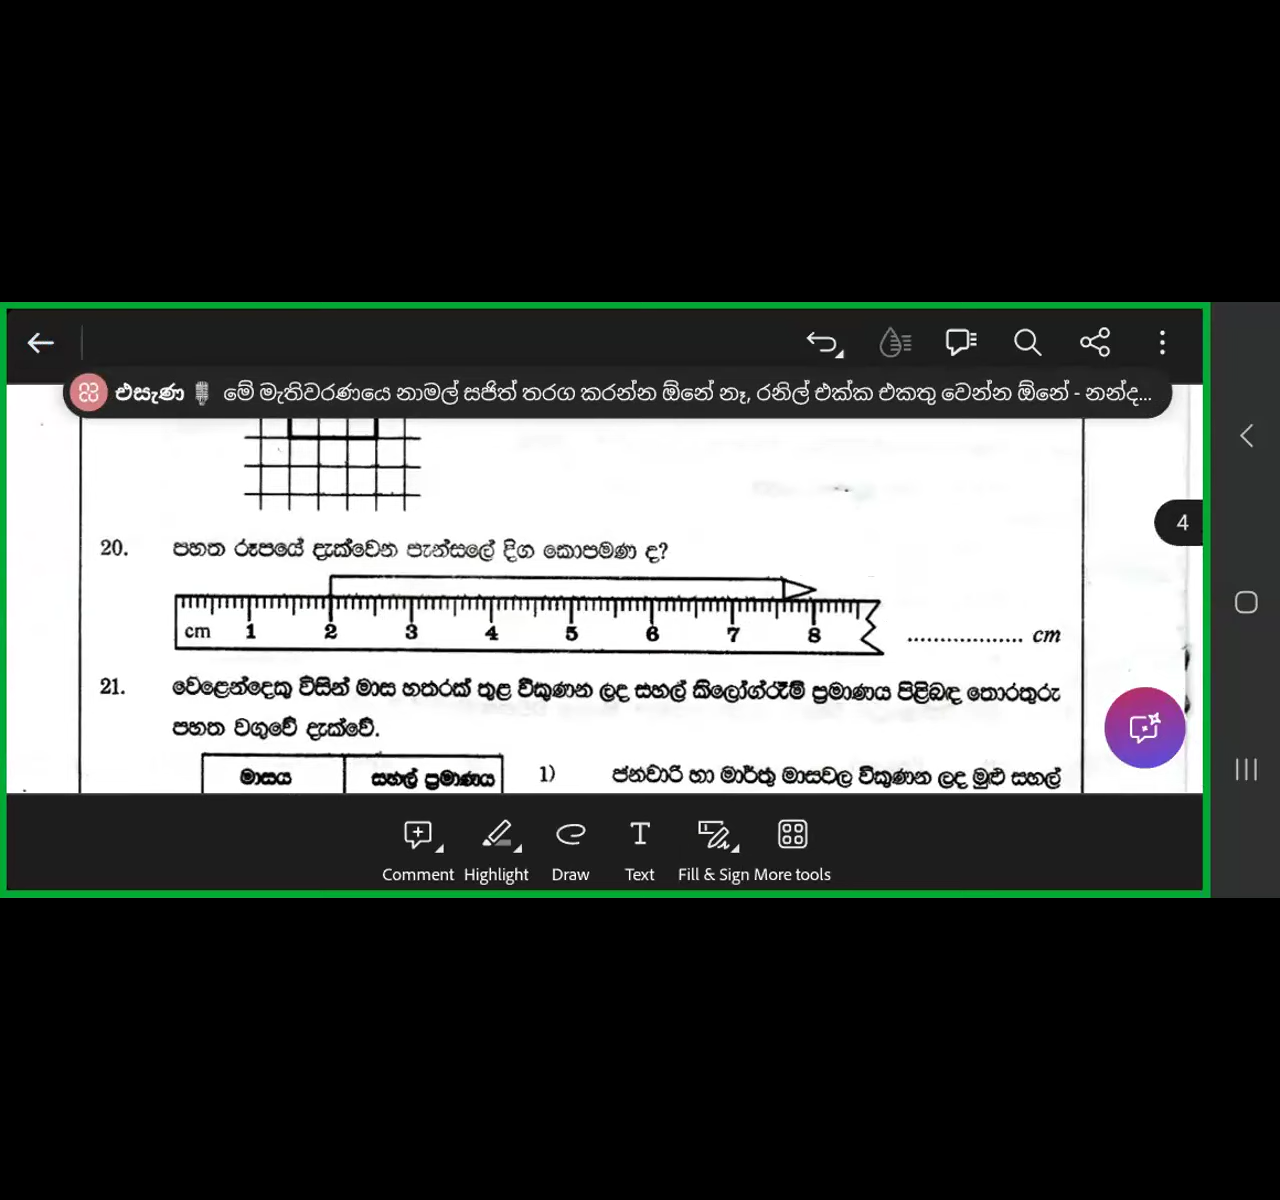 එසැණ🎙️ මේ මැතිවරණයෙ නාමල් සජිත් තරග කරන්න ඕනේ නෑ, රනිල් එක්ක එකතු වෙන්න ඕනේ - නන්ද...
4
20. පහත රූපයේ දැක්වෙන පැන්සලේ දිග කොපමණ ද?
cm 1 2 3 4 5 6 7 8
.................. cm
21. වෙළෙන්දෙකු විසින් මාස හතරක් තුළ විකුණන ලද සහල් කිලෝග්රෑම් ප්‍රමාණය පිළිබඳ තොරතුරු
පහත වගුවේ දැක්වේ.
මාසය සහල් ප්‍රමාණය
1) ජනවාරි හා මාර්තු මාසවල විකුණන ලද මුළු සහල්
Comment Highlight Draw Text Fill & Sign More tools